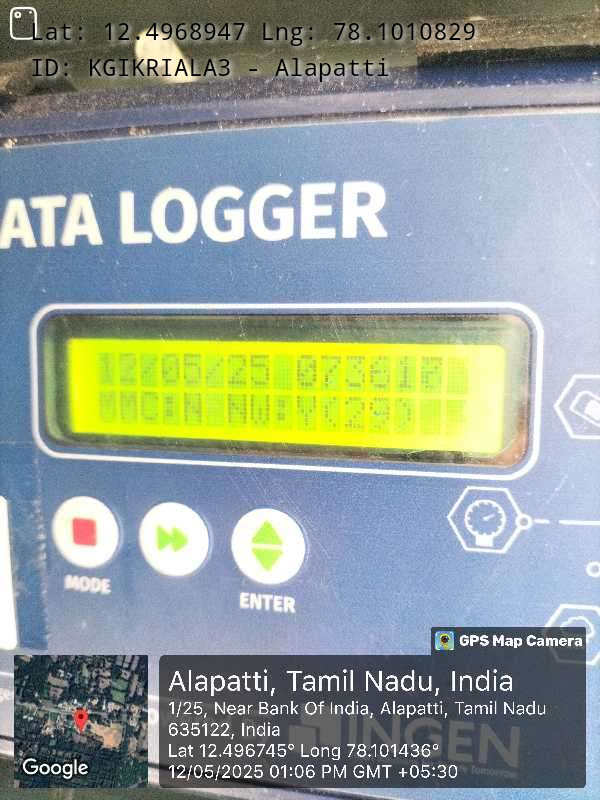 Lat: 12.4968947 Lng: 78.1010829
ID: KGIKRIALA3 - Alapatti
ATA LOGGER
12/05/25
MODE
ENTER
GPS Map Camera
Alapatti, Tamil Nadu, India
1/25, Near Bank Of India, Alapatti, Tamil Nadu
635122, India
Lat 12.496745° Long 78.101436°
12/05/2025 01:06 PM GMT +05:30
Google
INGEN